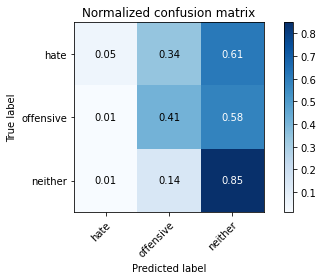 Normalized confusion matrix
True label
hate 0.05 0.34 0.61
offensive 0.01 0.41 0.58
neither 0.01 0.14 0.85
hate offensive neither
Predicted label
0.8
0.7
0.6
0.5
0.4
0.3
0.2
0.1